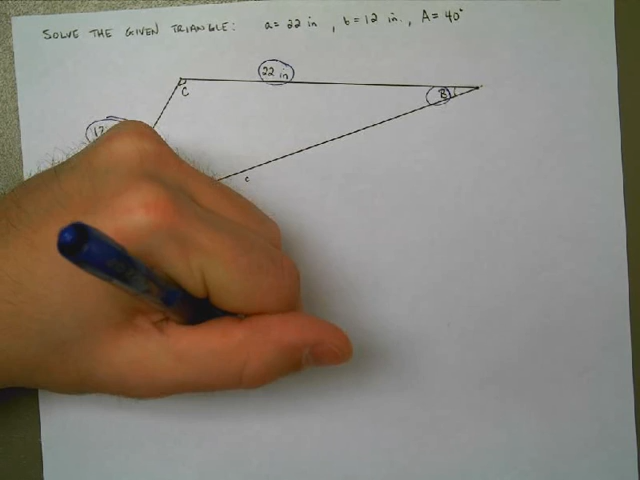 SOLVE THE GIVEN TRIANGLE: a = 22 in, b = 12 in., A = 40°
22 in
C
B
c